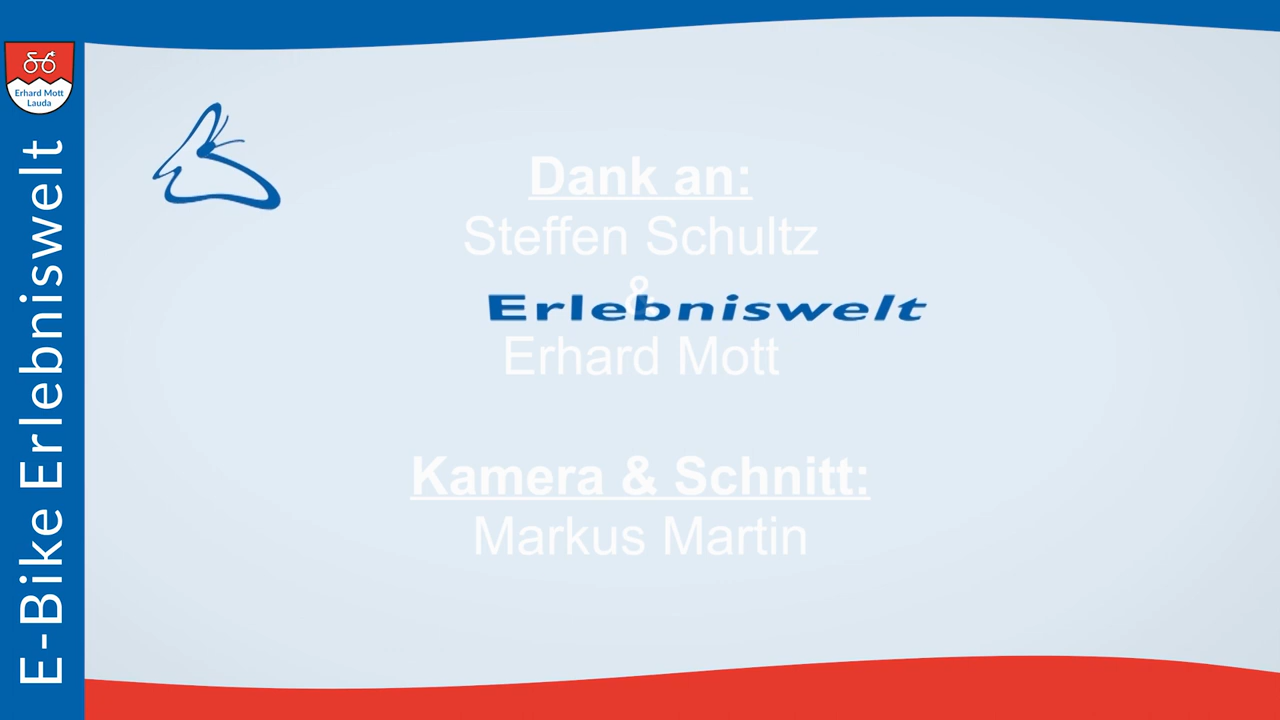 Erhard Mott
Lauda
E-Bike Erlebniswelt
Dank an:
Steffen Schultz
&
Erlebniswelt
Erhard Mott
Kamera & Schnitt:
Markus Martin